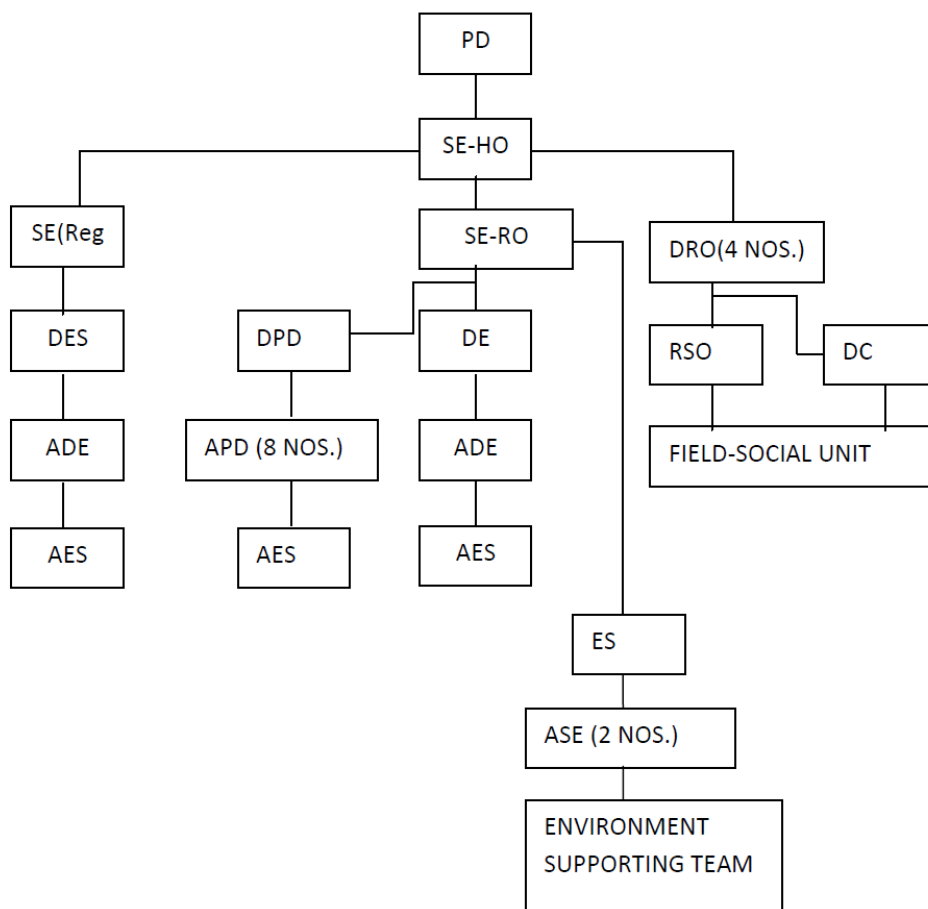 PD
SE-HO
SE(Reg
SE-RO
DRO(4 NOS.)
DES
DPD
DE
RSO
DC
ADE
APD (8 NOS.)
ADE
FIELD-SOCIAL UNIT
AES
AES
AES
ES
ASE (2 NOS.)
ENVIRONMENT
SUPPORTING TEAM